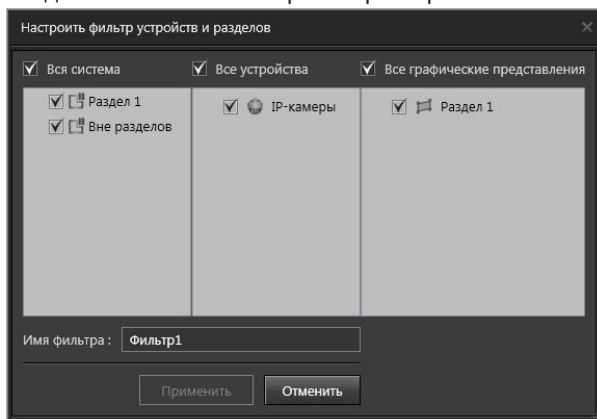 Настроить фильтр устройств и разделов
Вся система
Все устройства
Все графические представления
Раздел 1
Вне разделов
IP-камеры
Раздел 1
Имя фильтра :
Фильтр1
Применить
Отменить